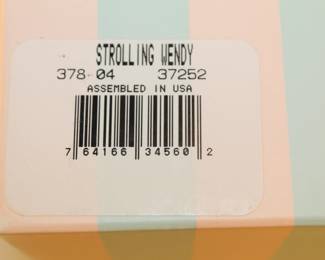 STROLLING WENDY
378-04 37252
ASSEMBLED IN USA
7 64166 34560 2